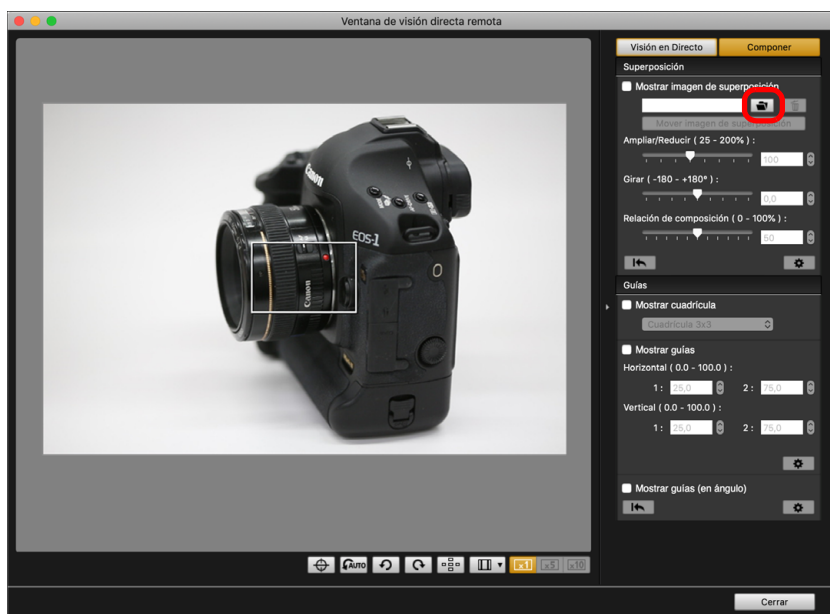 Ventana de visión directa remota
Visión en Directo
Componer
Superposición
Mostrar imagen de superposición
Mover imagen de superposición
Ampliar/Reducir ( 25 - 200% ) :
100
Girar ( -180 - +180° ) :
0,0
Relación de composición ( 0 - 100% ) :
50
Guías
Mostrar cuadrícula
Cuadrícula 3x3
Mostrar guías
Horizontal ( 0.0 - 100.0 ) :
1 : 25,0 2 : 75,0
Vertical ( 0.0 - 100.0 ) :
1 : 25,0 2 : 75,0
Mostrar guías (en ángulo)
Canon
EOS-1
Canon
AUTO
x1 x5 x10
Cerrar